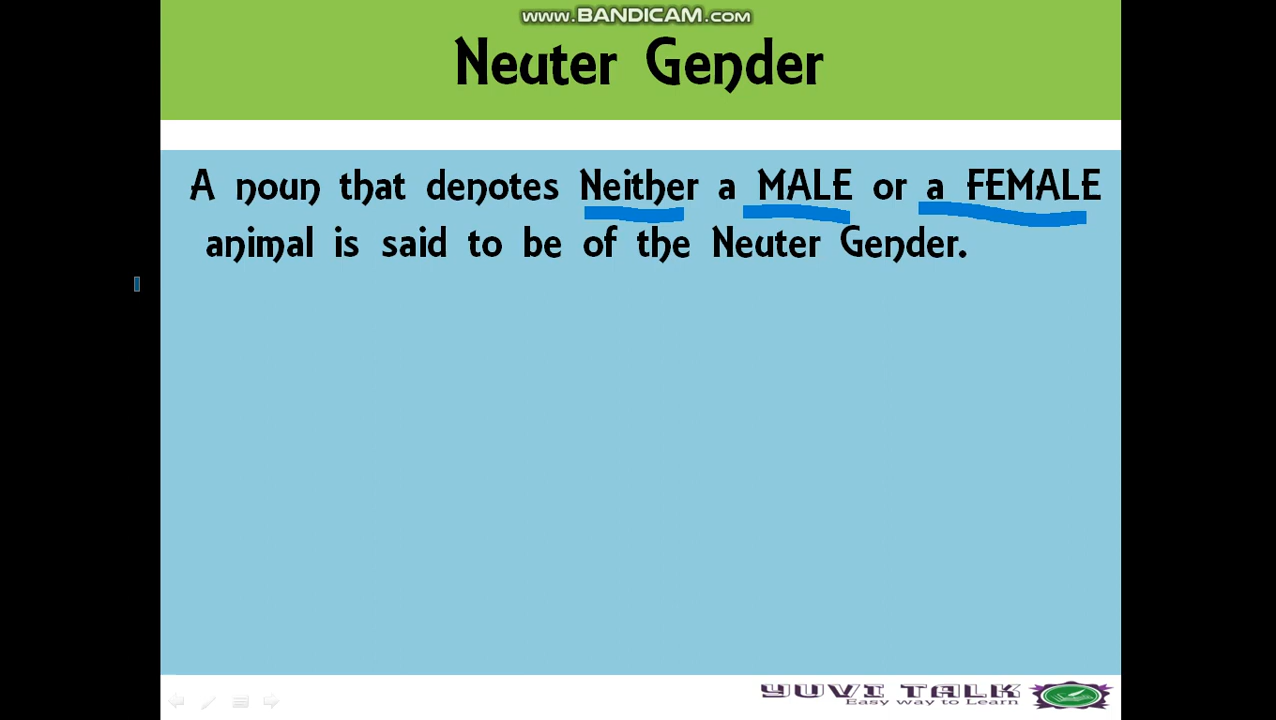 www.BANDICAM.com
Neuter Gender
A noun that denotes Neither a MALE or a FEMALE
animal is said to be of the Neuter Gender.
YUVI TALK
Easy way to Learn